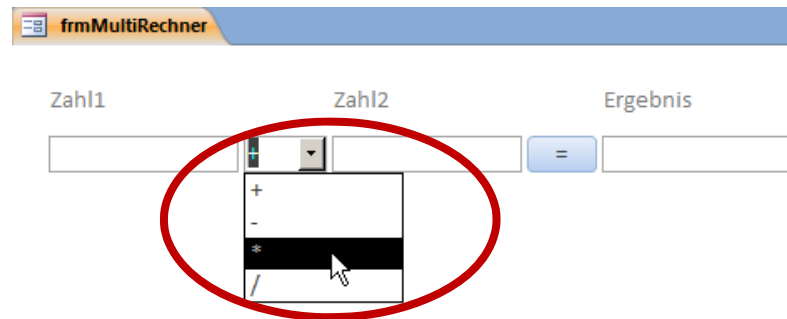 frmMultiRechner
Zahl1 Zahl2 Ergebnis
+ =
+
-
*
/